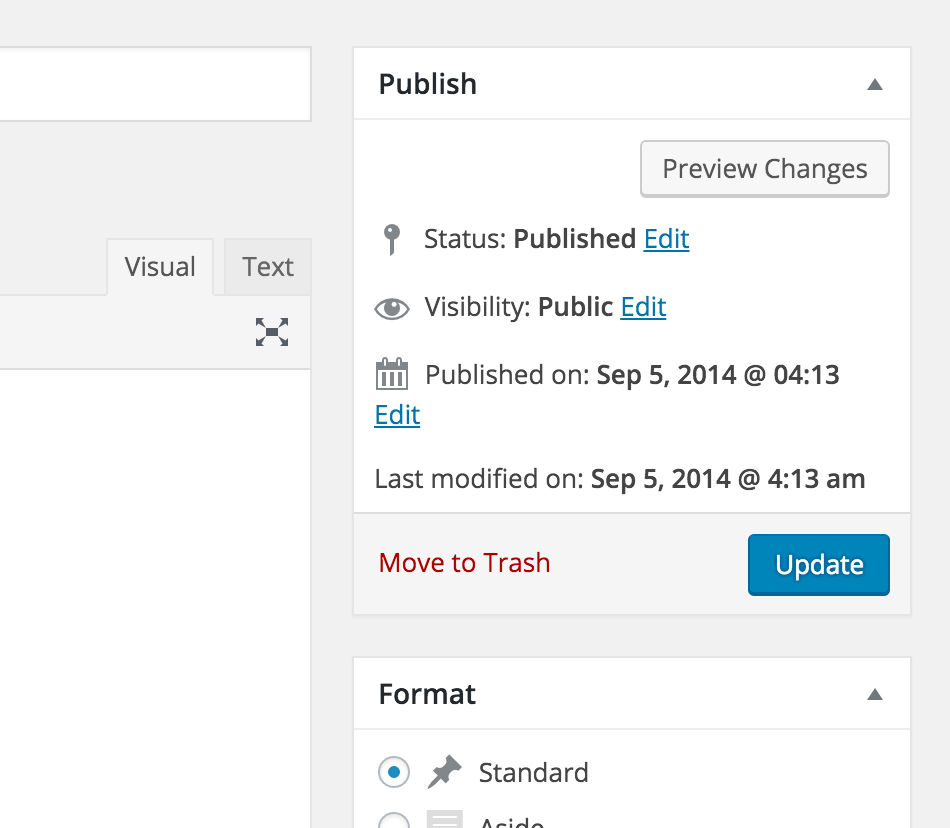 Publish
Preview Changes
Status: Published Edit
Visual
Text
Visibility: Public Edit
Published on: Sep 5, 2014 @ 04:13
Edit
Last modified on: Sep 5, 2014 @ 4:13 am
Move to Trash
Update
Format
Standard
Aside